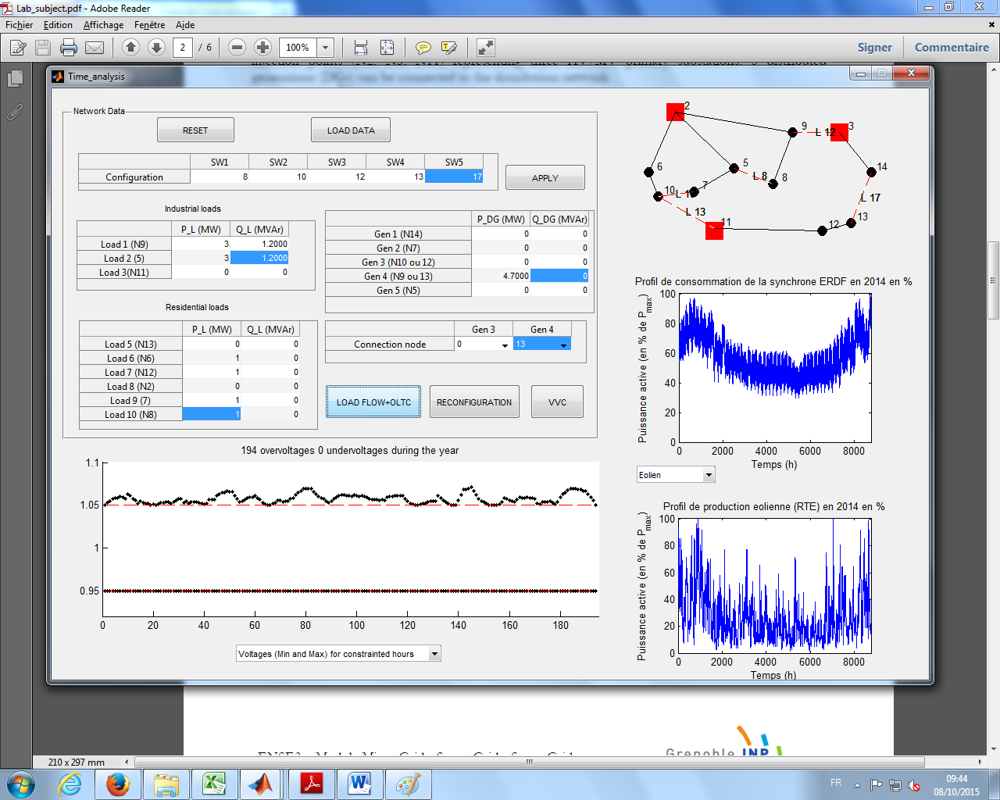 Lab_subject.pdf - Adobe Reader
Fichier Edition Affichage Fenêtre Aide
2 / 6 100% Signer Commentaire
Time_analysis
Network Data
RESET LOAD DATA
SW1 SW2 SW3 SW4 SW5
Configuration 8 10 12 13 17
APPLY
Industrial loads
P_L (MW) Q_L (MVAr)
Load 1 (N9) 3 1.2000
Load 2 (5) 3 1.2000
Load 3(N11) 0 0
P_DG (MW) Q_DG (MVAr)
Gen 1 (N14) 0 0
Gen 2 (N7) 0 0
Gen 3 (N10 ou 12) 0 0
Gen 4 (N9 ou 13) 4.7000 0
Gen 5 (N5) 0 0
Residential loads
P_L (MW) Q_L (MVAr)
Load 5 (N13) 0 0
Load 6 (N6) 1 0
Load 7 (N12) 1 0
Load 8 (N2) 0 0
Load 9 (7) 1 0
Load 10 (N8) 1 0
Gen 3 Gen 4
Connection node 0 13
LOAD FLOW+OLTC RECONFIGURATION VVC
194 overvoltages 0 undervoltages during the year
1.1
1.05
1
0.95
0 20 40 60 80 100 120 140 160 180
Voltages (Min and Max) for constrainted hours
2
9 L 12 3
6 5 L 8 8 14
10 L 1 7 L 17
L 13
11 12 13
Profil de consommation de la synchrone ERDF en 2014 en %
Puissance active (en % de Pmax)
100
80
60
40
20
0
0 2000 4000 6000 8000
Temps (h)
Eolien
Profil de production eolienne (RTE) en 2014 en %
Puissance active (en % de Pmax)
100
80
60
40
20
0
0 2000 4000 6000 8000
Temps (h)
Grenoble INP
210 x 297 mm
FR 09:44
08/10/2015